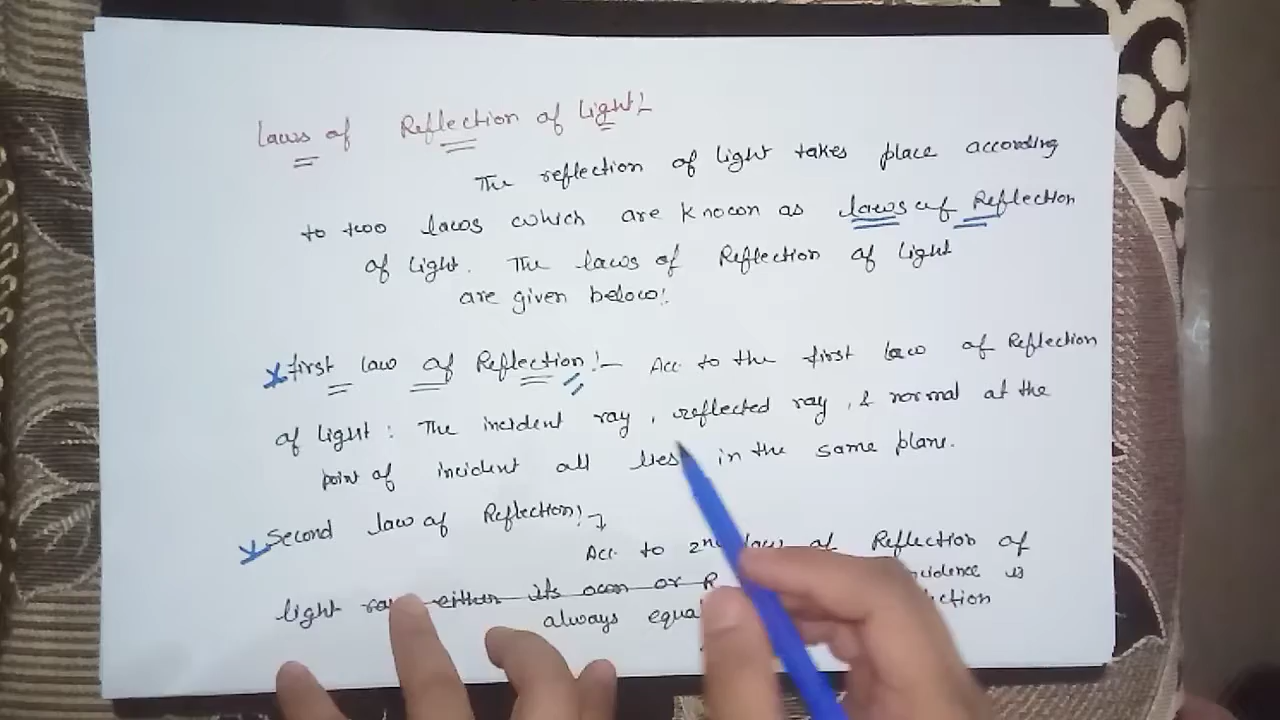 Laws of Reflection of Light!
The reflection of light takes place according
to two laws which are known as laws of Reflection
of light. The laws of Reflection of light
are given below:
First law of Reflection!- Acc. to the first law of Reflection
of light: The incident ray, reflected ray, & normal at the
point of incident all lies in the same plane.
Second law of Reflection!→
Acc. to 2nd law of Reflection of
light ray either its own or
is
always